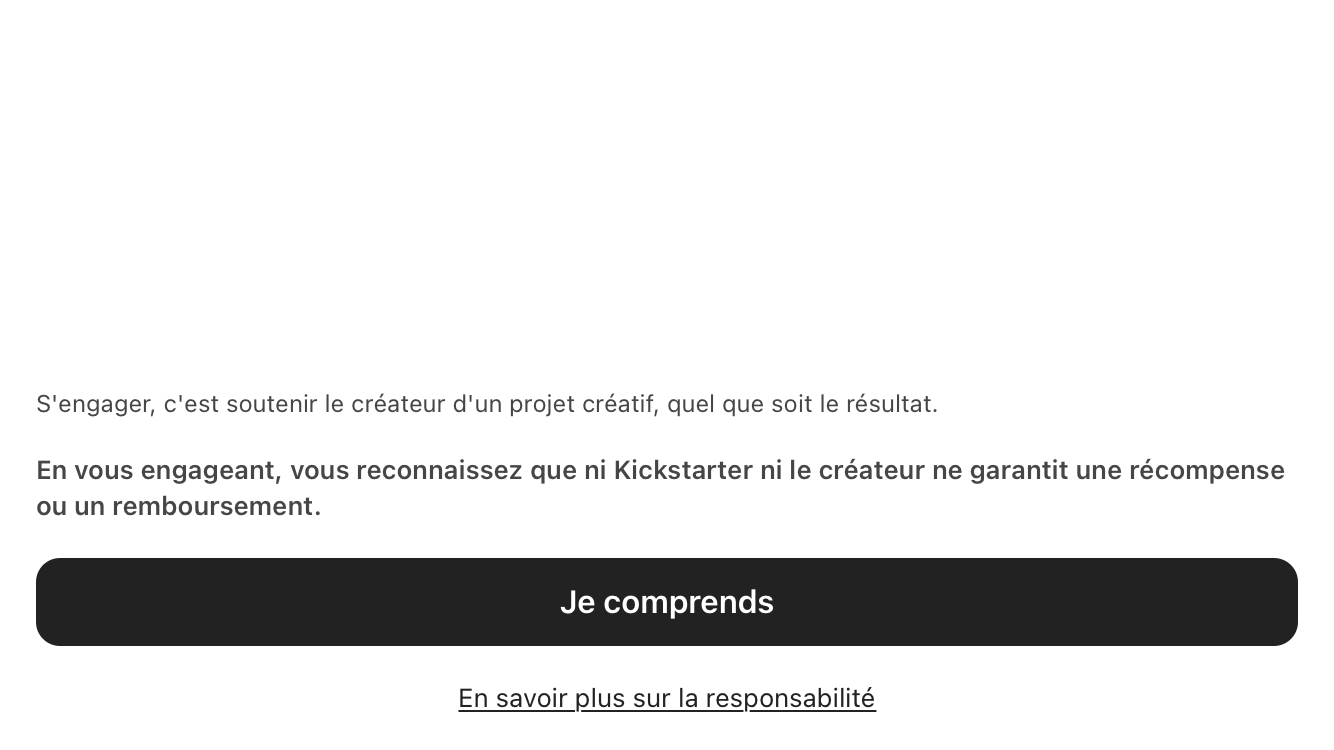 S'engager, c'est soutenir le créateur d'un projet créatif, quel que soit le résultat.
En vous engageant, vous reconnaissez que ni Kickstarter ni le créateur ne garantit une récompense
ou un remboursement.
Je comprends
En savoir plus sur la responsabilité